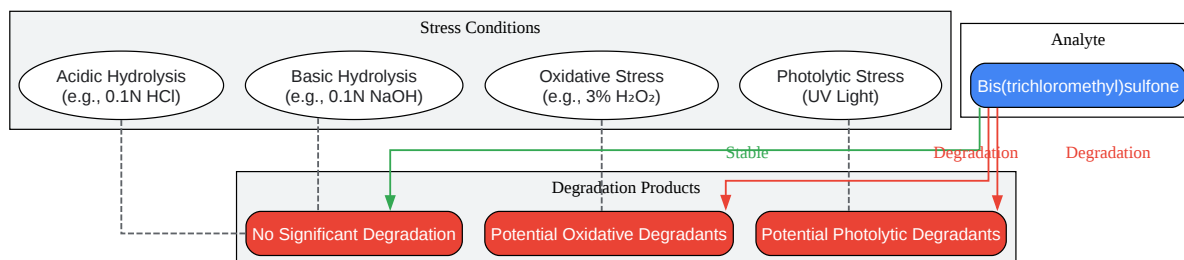 Stress Conditions
Analyte
Acidic Hydrolysis
(e.g., 0.1N HCl)
Basic Hydrolysis
(e.g., 0.1N NaOH)
Oxidative Stress
(e.g., 3% H₂O₂)
Photolytic Stress
(UV Light)
Bis(trichloromethyl)sulfone
Stable
Degradation
Degradation
Degradation Products
No Significant Degradation
Potential Oxidative Degradants
Potential Photolytic Degradants